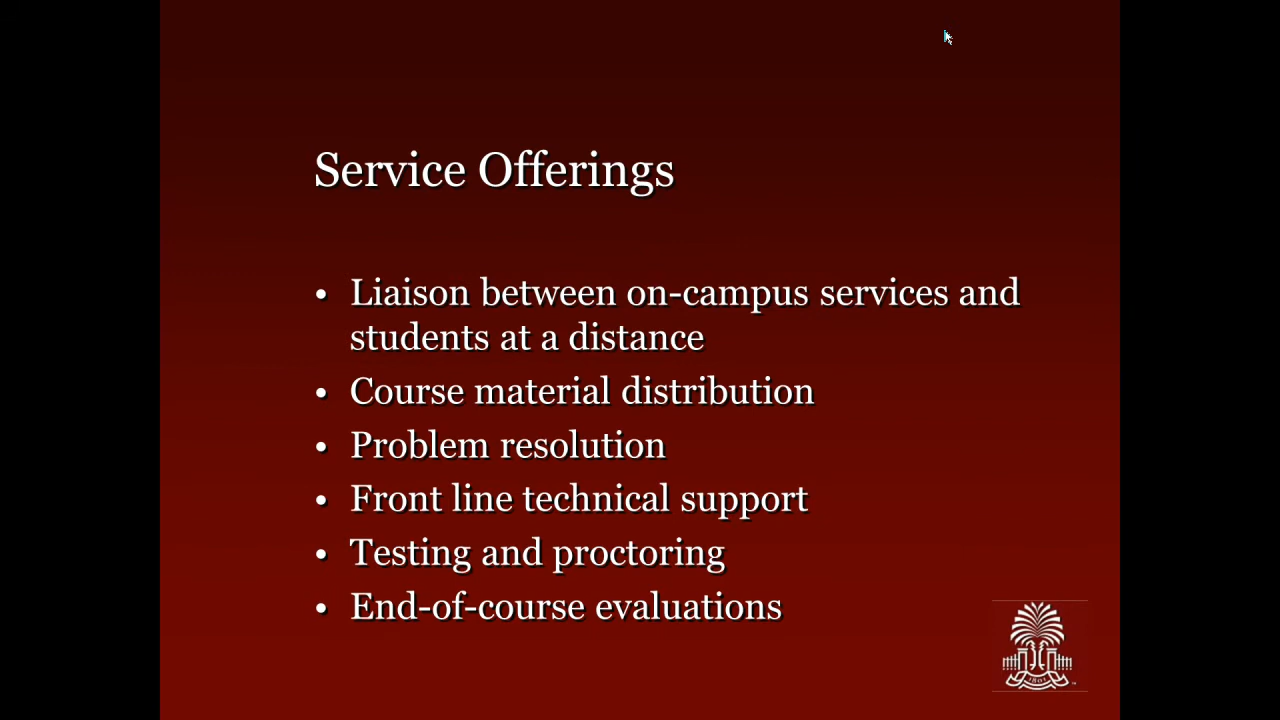 Service Offerings
• Liaison between on-campus services and
students at a distance
• Course material distribution
• Problem resolution
• Front line technical support
• Testing and proctoring
• End-of-course evaluations
1801